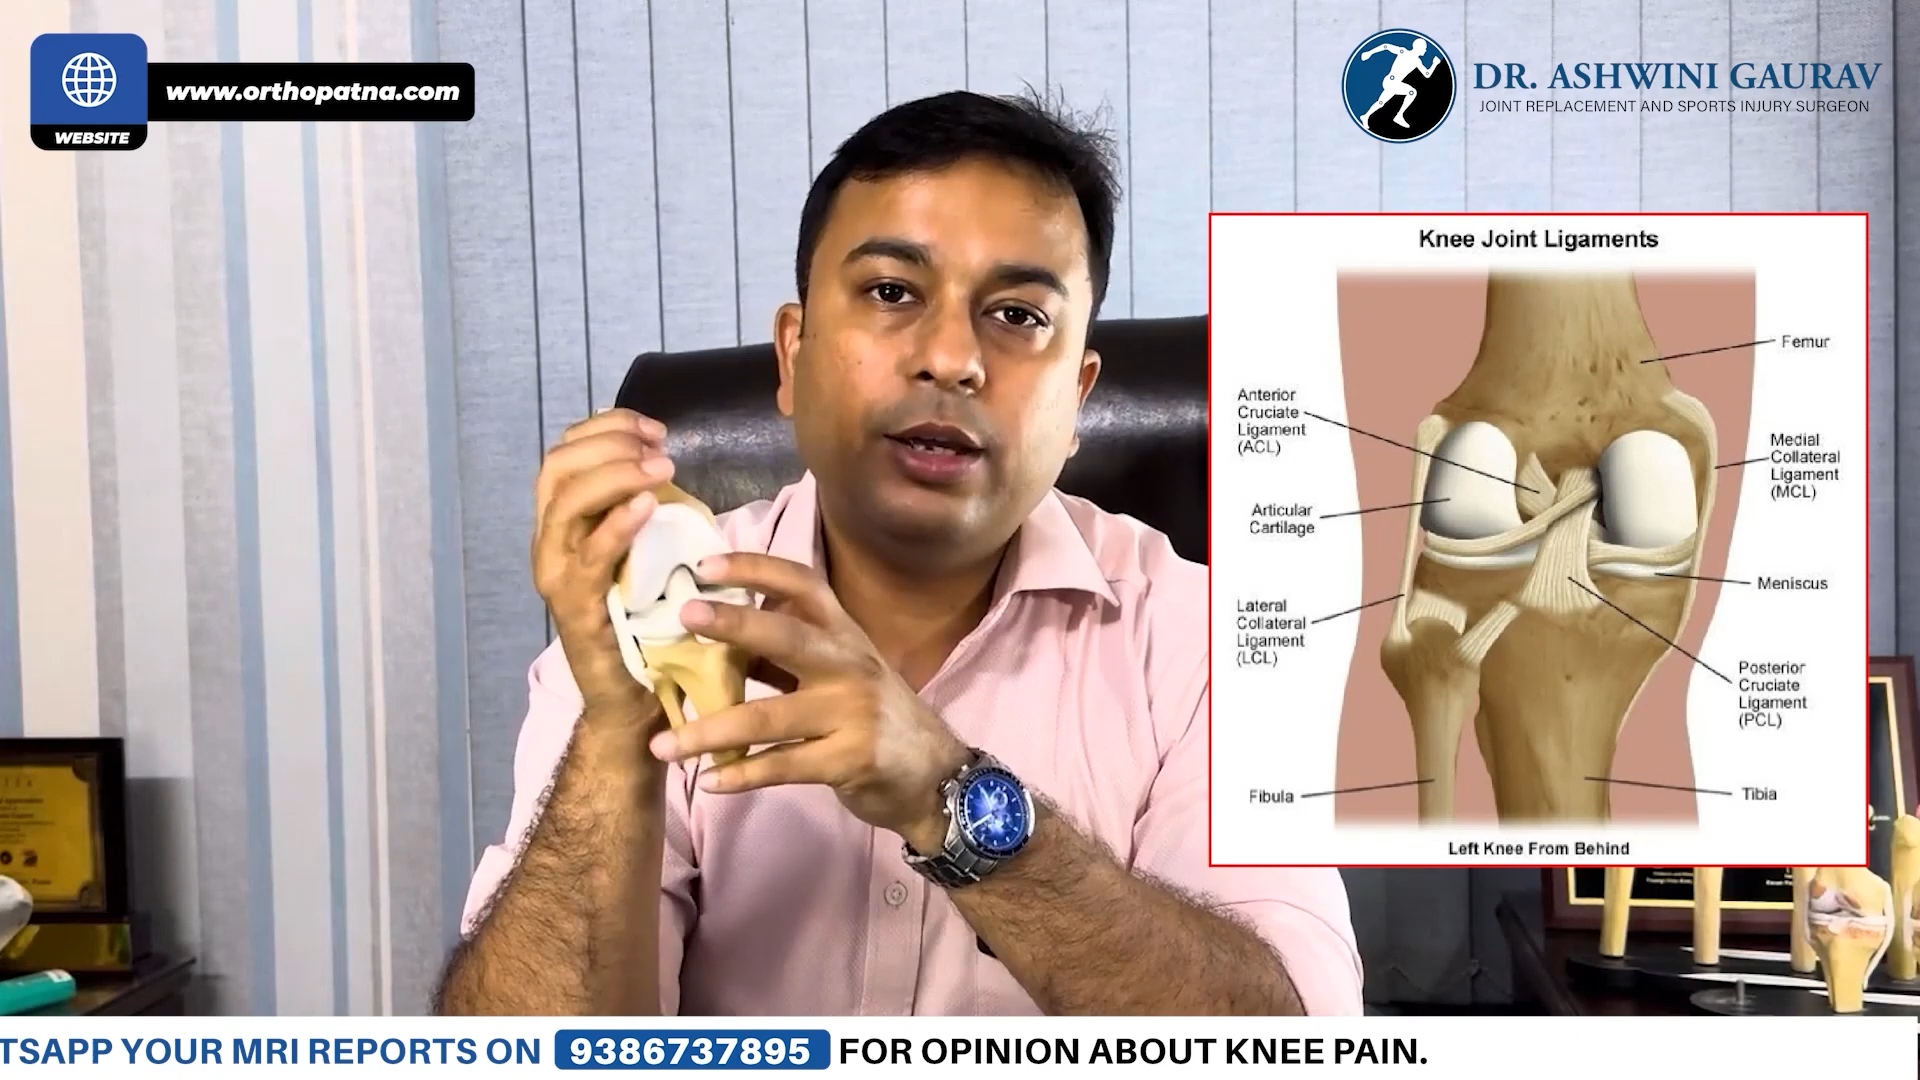 www.orthopatna.com
WEBSITE
DR. ASHWINI GAURAV
JOINT REPLACEMENT AND SPORTS INJURY SURGEON
Knee Joint Ligaments
Femur
Anterior
Cruciate
Ligament
(ACL)
Medial
Collateral
Ligament
(MCL)
Articular
Cartilage
Meniscus
Lateral
Collateral
Ligament
(LCL)
Posterior
Cruciate
Ligament
(PCL)
Fibula
Tibia
Left Knee From Behind
TSAPP YOUR MRI REPORTS ON 9386737895 FOR OPINION ABOUT KNEE PAIN.